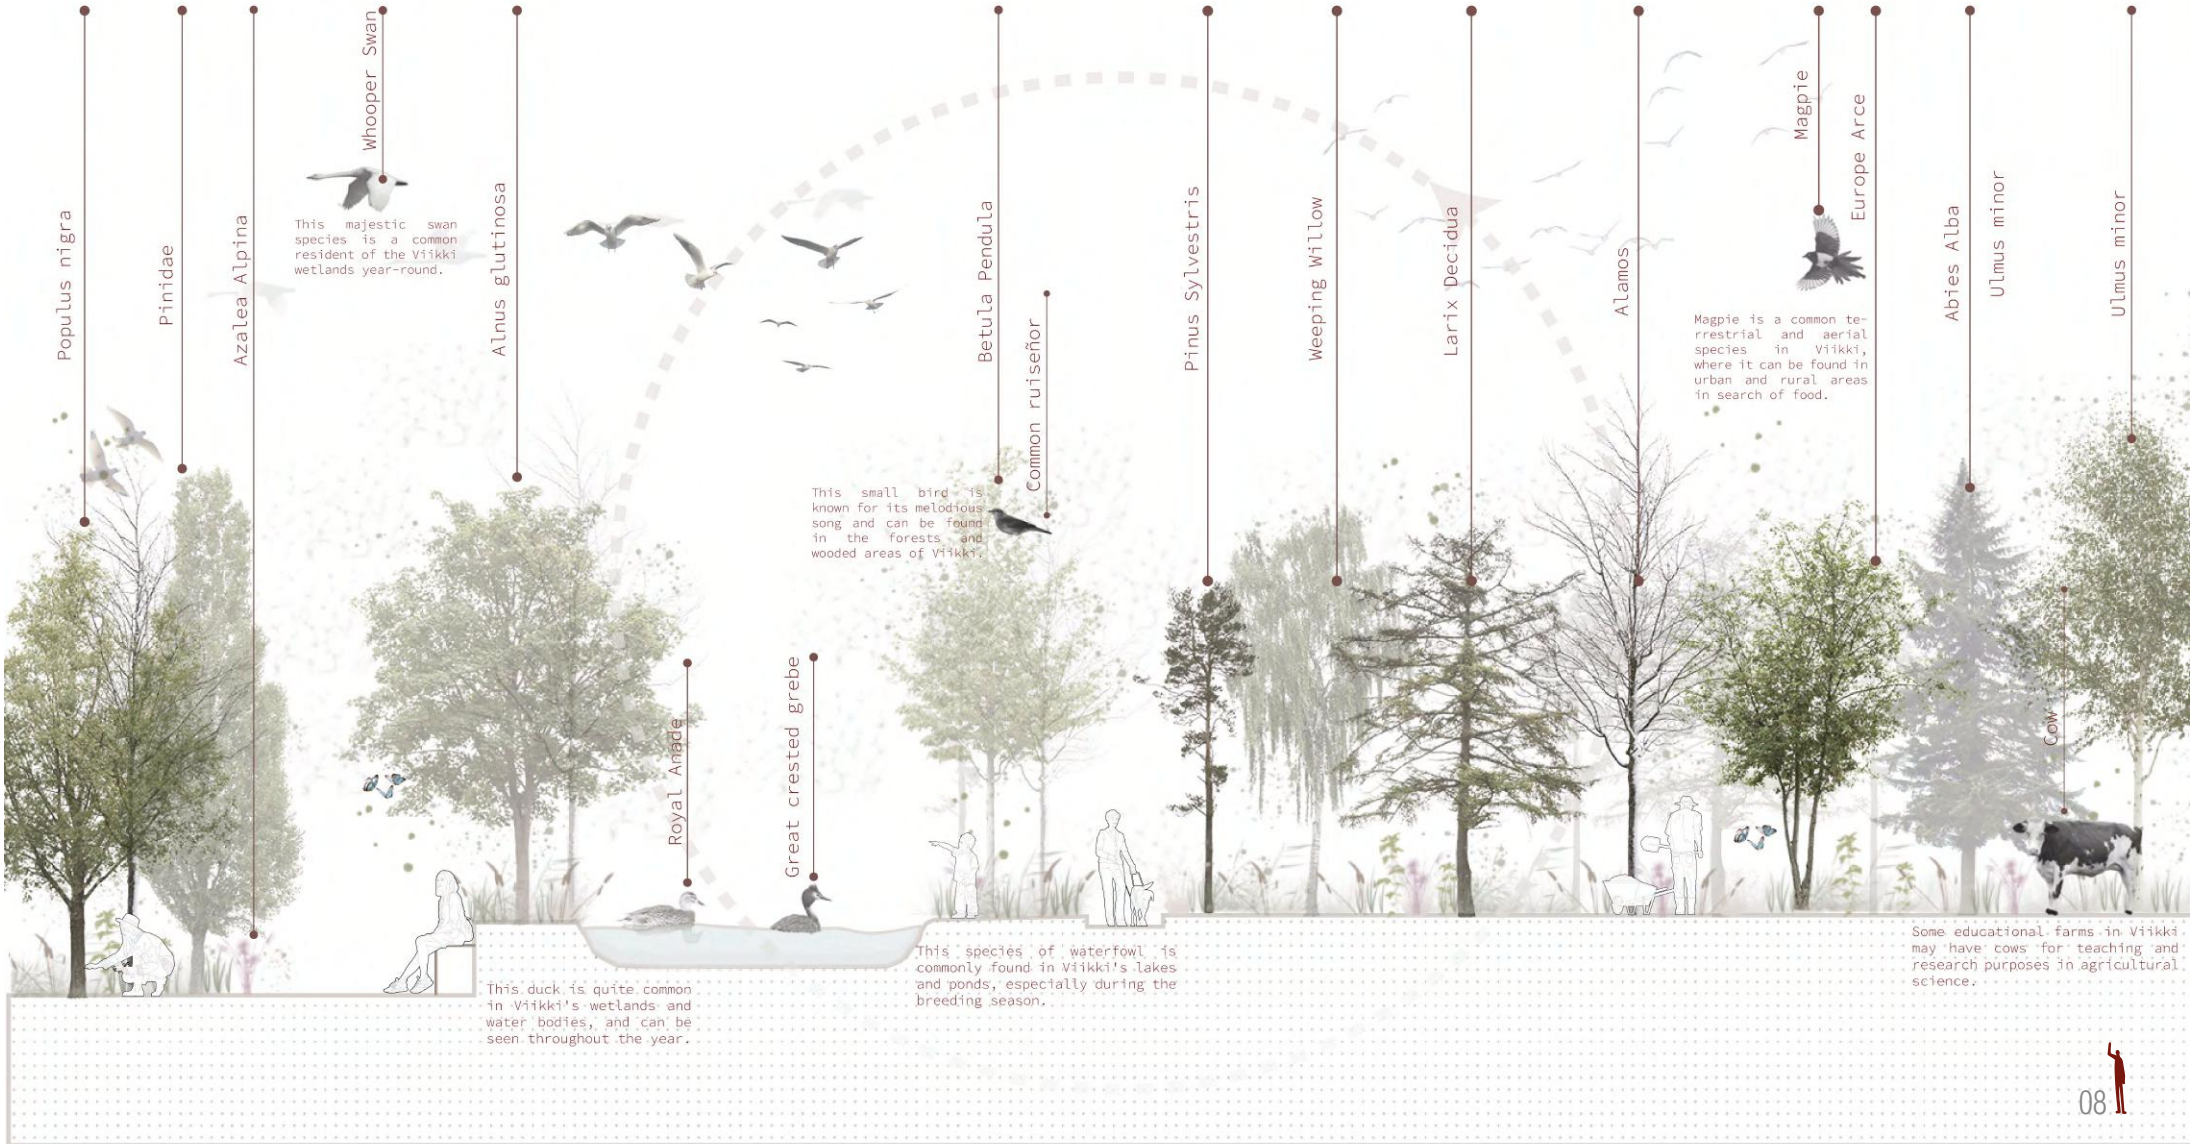 Populus nigra
Pinidae
Azalea Alpina
Whooper Swan
This majestic swan
species is a common
resident of the Viikki
wetlands year-round.
Alnus glutinosa
Royal Anade
Great crested grebe
This duck is quite common
in Viikki's wetlands and
water bodies, and can be
seen throughout the year.
Betula Pendula
Common ruiseñor
This small bird is
known for its melodious
song and can be found
in the forests and
wooded areas of Viikki.
This species of waterfowl is
commonly found in Viikki's lakes
and ponds, especially during the
breeding season.
Pinus Sylvestris
Weeping Willow
Larix Decidua
Alamos
Magpie
Europe Arce
Magpie is a common te-
rrestrial and aerial
species in Viikki,
where it can be found in
urban and rural areas
in search of food.
Abies Alba
Ulmus minor
Ulmus minor
Cow
Some educational farms in Viikki
may have cows for teaching and
research purposes in agricultural
science.
08